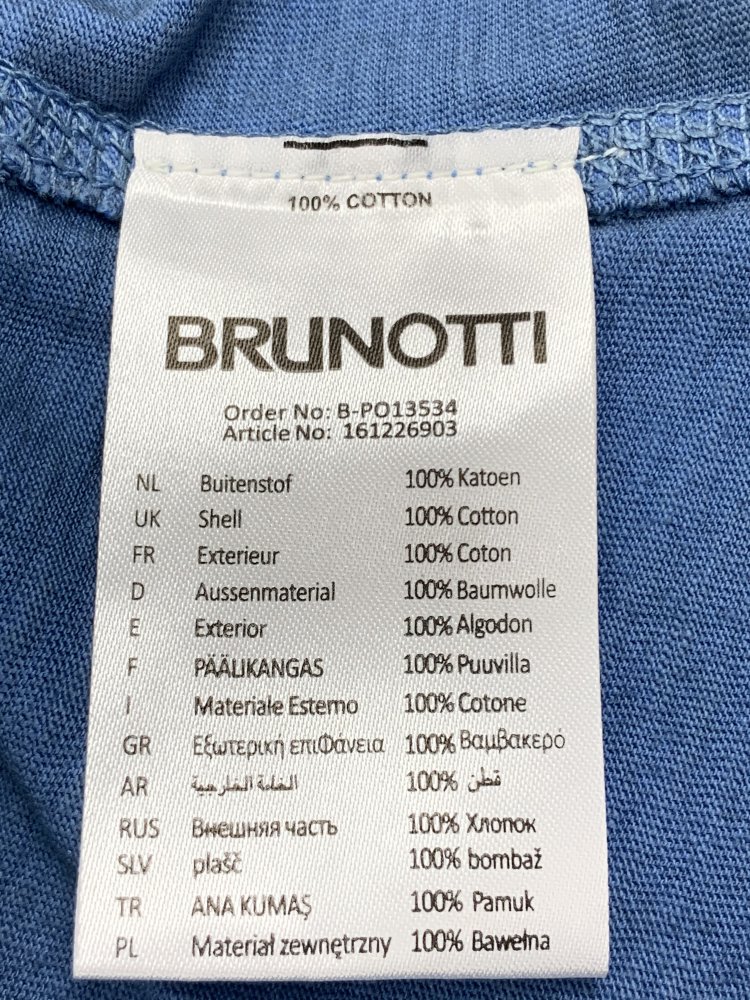 100% COTTON
BRUNOTTI
Order No: B-PO13534
Article No: 161226903
NL Buitenstof 100% Katoen
UK Shell 100% Cotton
FR Exterieur 100% Coton
D Aussenmaterial 100% Baumwolle
E Exterior 100% Algodon
F PÄÄLIKANGAS 100% Puuvilla
I Materiale Esterno 100% Cotone
GR Εξωτερική επιΦάνεια 100% Βαμβακερό
AR الخامة الخارجية 100% قطن
RUS Внешняя часть 100% Хлопок
SLV plašč 100% bombaž
TR ANA KUMAŞ 100% Pamuk
PL Materiał zewnętrzny 100% Bawełna